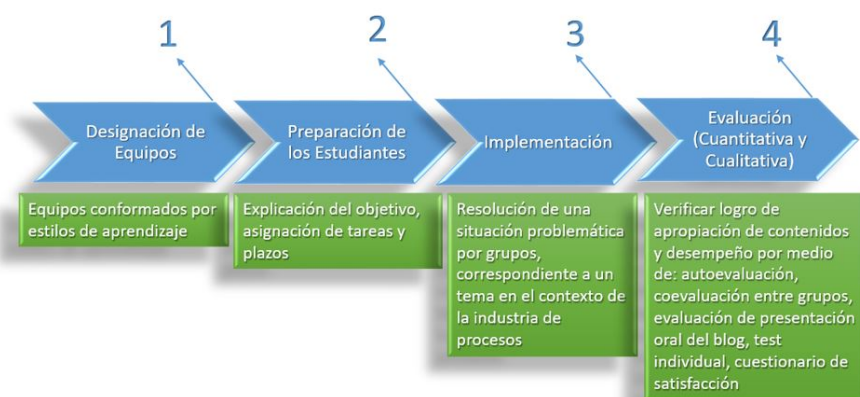 1
2
3
4
Designación de
Equipos
Preparación de
los Estudiantes
Implementación
Evaluación
(Cuantitativa y
Cualitativa)
Equipos conformados por
estilos de aprendizaje
Explicación del objetivo,
asignación de tareas y
plazos
Resolución de una
situación problemática
por grupos,
correspondiente a un
tema en el contexto de
la industria de
procesos
Verificar logro de
apropiación de contenidos
y desempeño por medio
de: autoevaluación,
coevaluación entre grupos,
evaluación de presentación
oral del blog, test
individual, cuestionario de
satisfacción